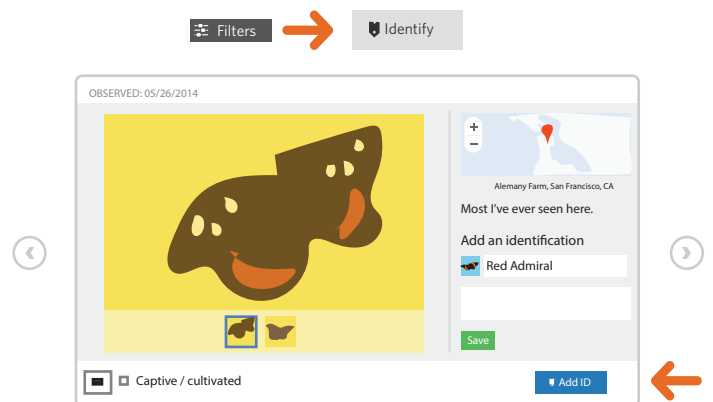 Filters
Identify
OBSERVED: 05/26/2014
+
–
Alemany Farm, San Francisco, CA
Most I've ever seen here.
Add an identification
Red Admiral
Save
Captive / cultivated
Add ID